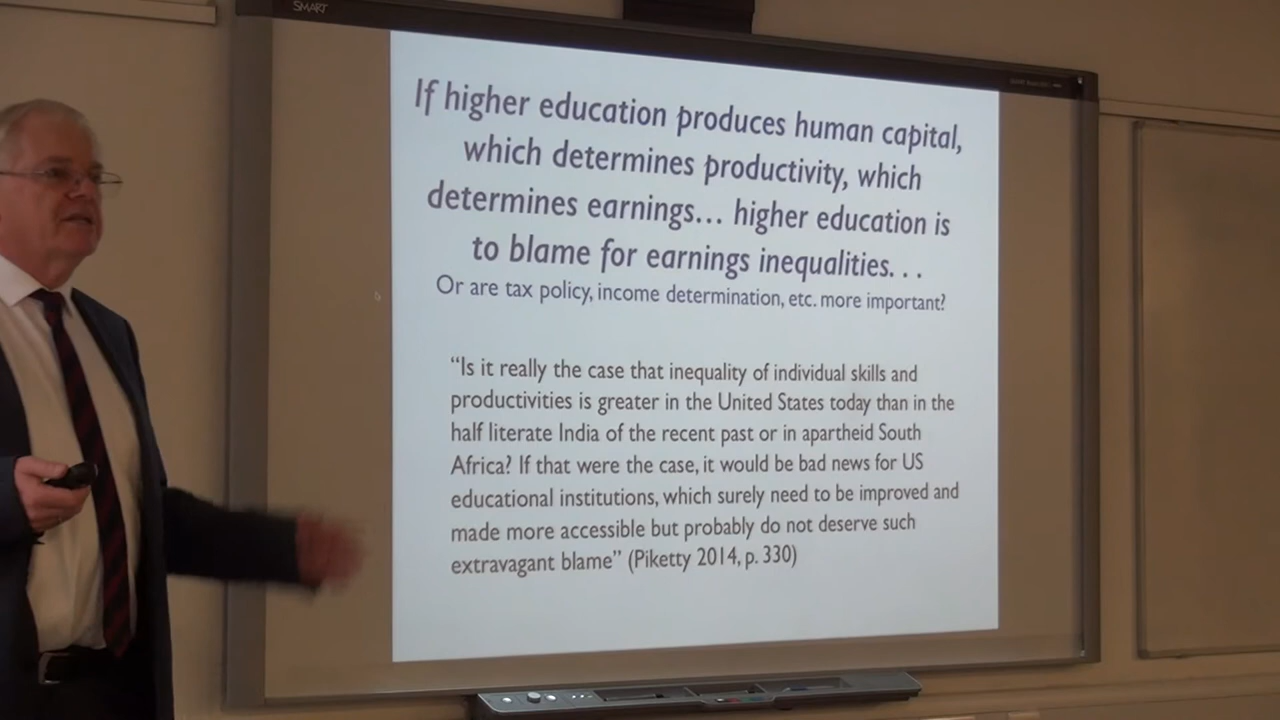 SMART
If higher education produces human capital,
which determines productivity, which
determines earnings… higher education is
to blame for earnings inequalities. . .
Or are tax policy, income determination, etc. more important?
“Is it really the case that inequality of individual skills and
productivities is greater in the United States today than in the
half literate India of the recent past or in apartheid South
Africa? If that were the case, it would be bad news for US
educational institutions, which surely need to be improved and
made more accessible but probably do not deserve such
extravagant blame” (Piketty 2014, p. 330)